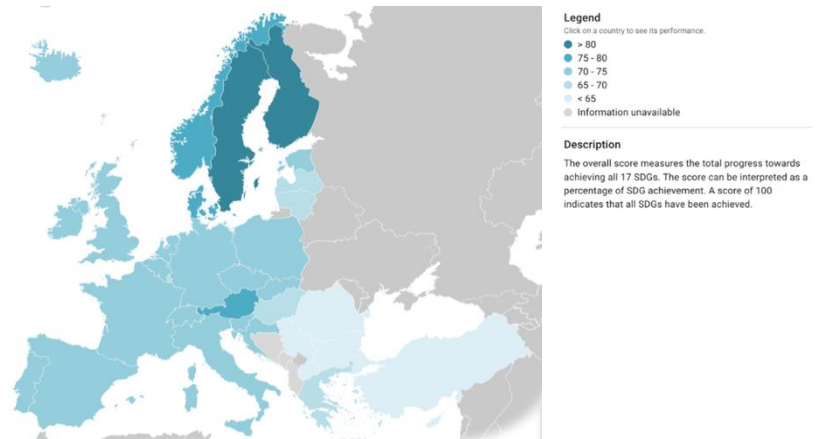 Legend
Click on a country to see its performance.
> 80
75 - 80
70 - 75
65 - 70
< 65
Information unavailable
Description
The overall score measures the total progress towards
achieving all 17 SDGs. The score can be interpreted as a
percentage of SDG achievement. A score of 100
indicates that all SDGs have been achieved.